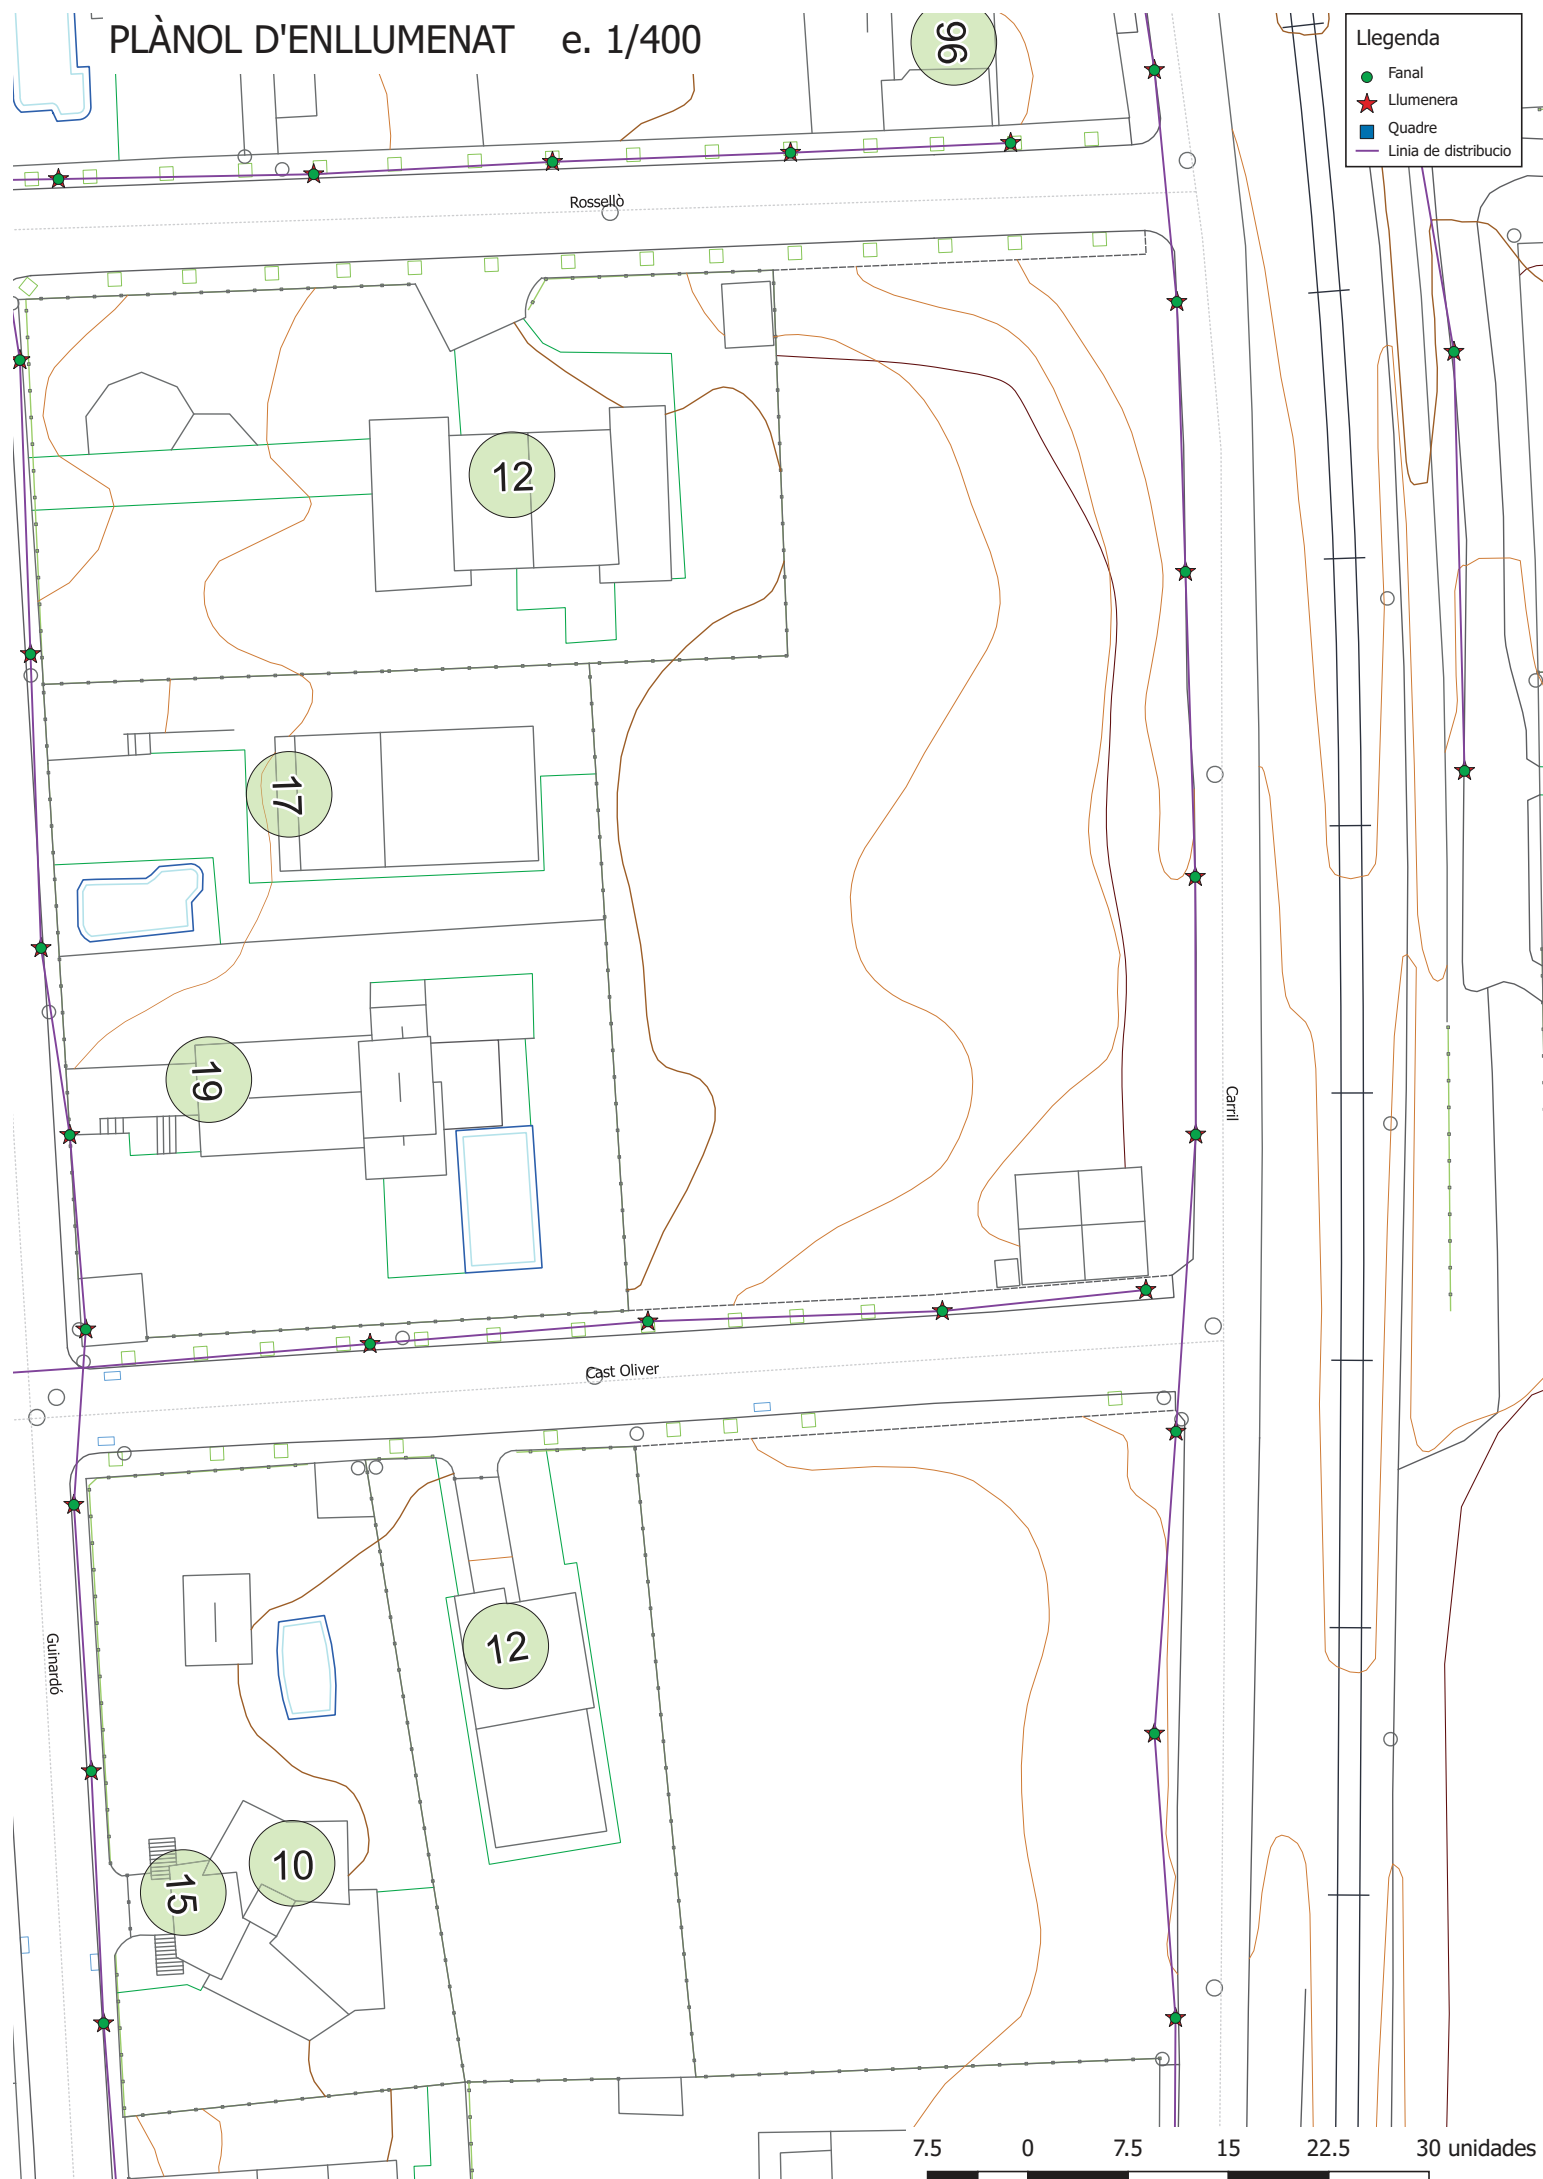 PLÀNOL D'ENLLUMENAT e. 1/400
96
Llegenda
Fanal
Llumenera
Quadre
Linia de distribucio
Rossellò
12
17
19
Carril
Cast Oliver
Guinardó
12
10
15
7.5 0 7.5 15 22.5 30 unidades